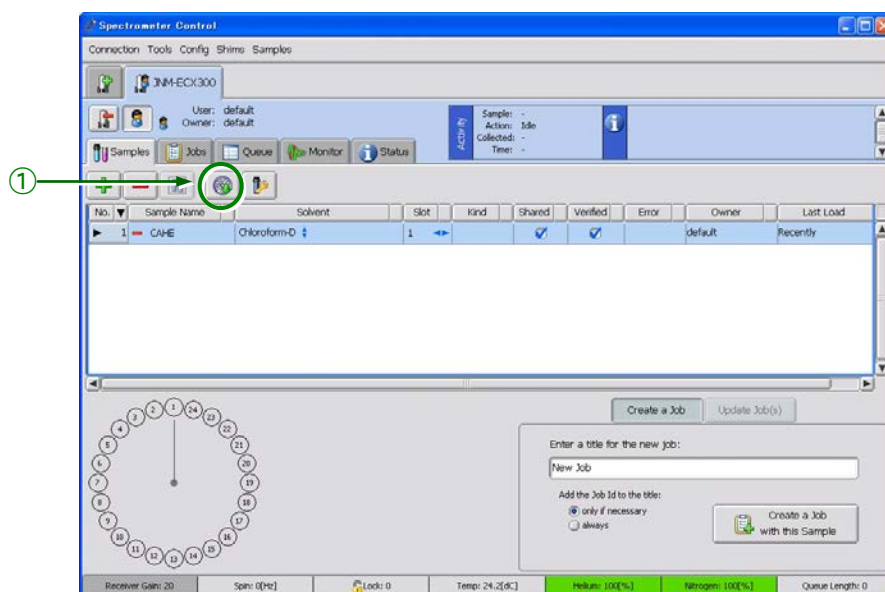 Spectrometer Control
Connection Tools Config Shims Samples
JNM-ECX300
User: default
Owner: default
Activity
Sample: -
Action: Idle
Collected: -
Time: -
Samples Jobs Queue Monitor Status
①
No. Sample Name Solvent Slot Kind Shared Verified Error Owner Last Load
1 CAHE Chloroform-D 1 default Recently
Create a Job Update Job(s)
Enter a title for the new job:
New Job
Add the Job Id to the title:
only if necessary
always
Create a Job
with this Sample
1 2 3 4 5 6 7 8 9 10 11 12 13 14 15 16 17 18 19 20 21 22 23 24
Receiver Gain: 20 Spin: 0[Hz] Lock: 0 Temp: 24.2[dC] Helium: 100[%] Nitrogen: 100[%] Queue Length: 0